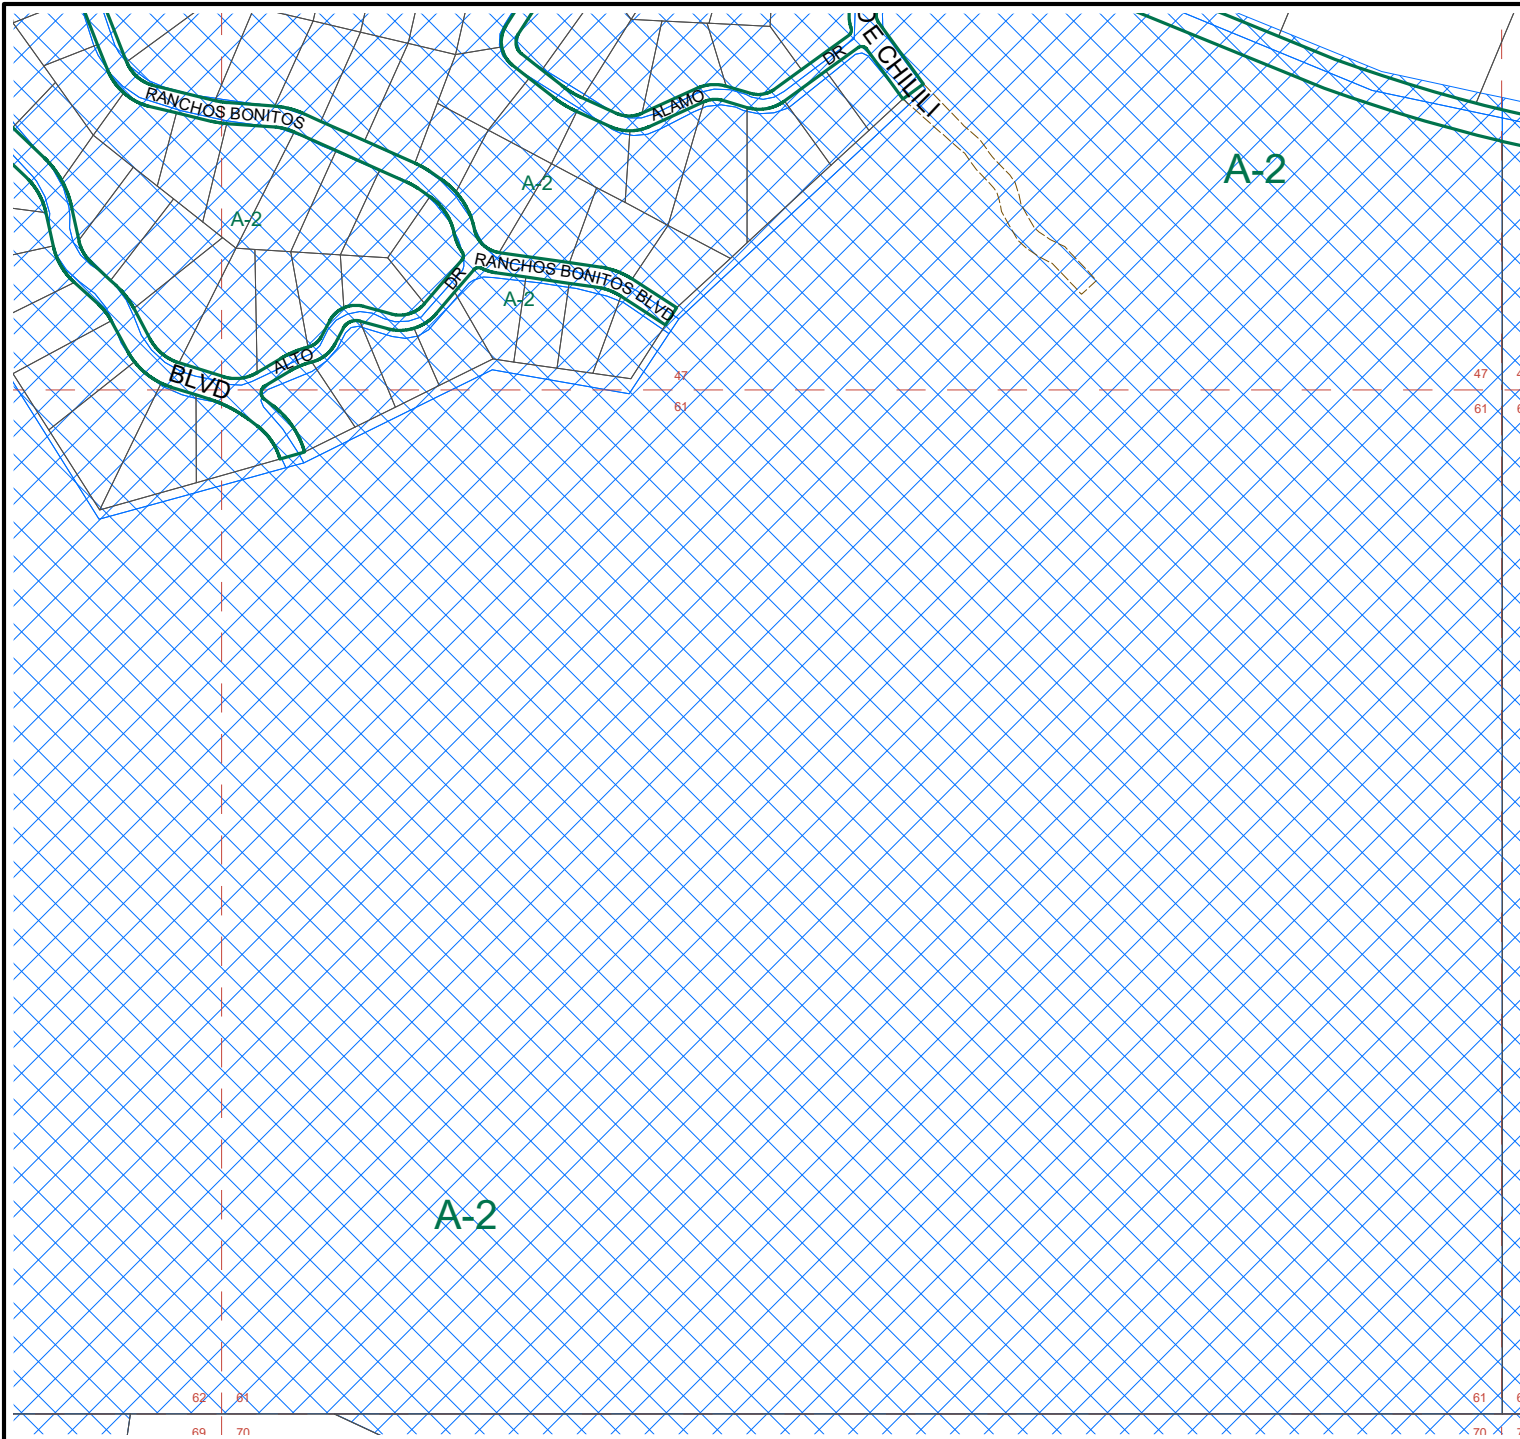 DE CHILILI
DR
ALAMO
RANCHOS BONITOS
A-2
A-2
A-2
RANCHOS BONITOS BLVD
DR
A-2
ALTO
BLVD
47
61
47
61
A-2
62 61
69 70
61
70